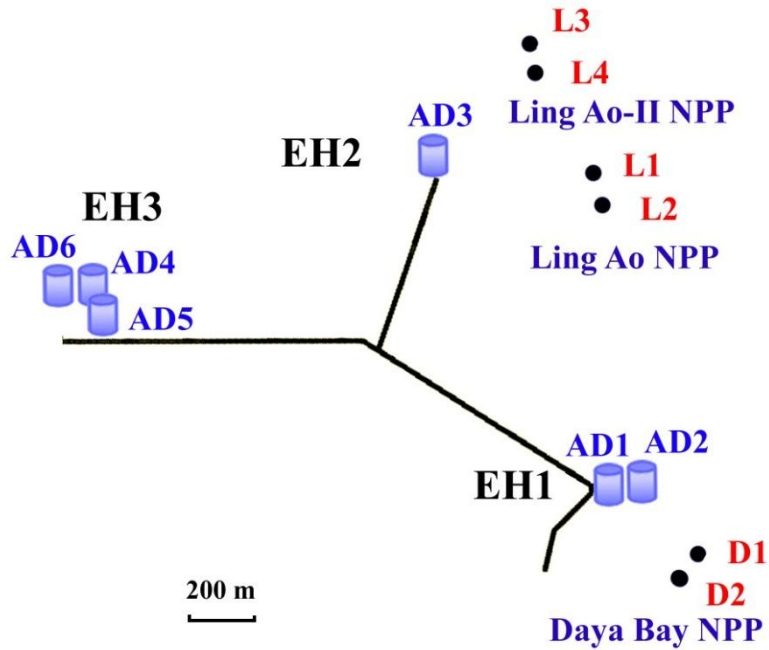 L3
L4
Ling Ao-II NPP
AD3
EH2
L1
L2
Ling Ao NPP
EH3
AD6
AD4
AD5
AD1
AD2
EH1
D1
D2
Daya Bay NPP
200 m